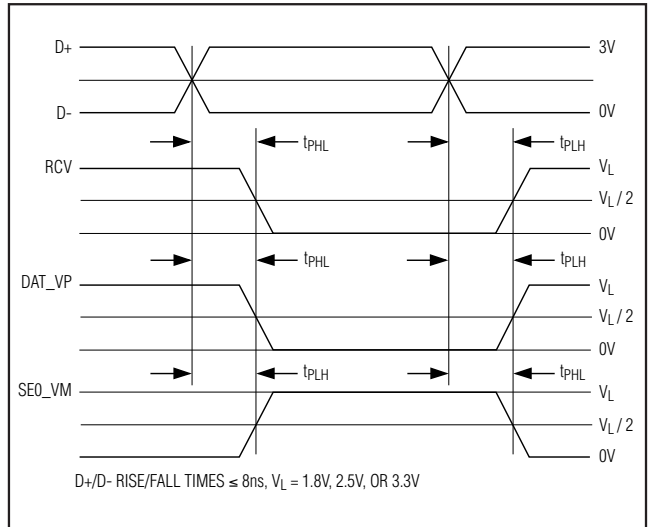 D+
3V
D-
0V
tPHL
tPLH
RCV
VL
VL / 2
0V
tPHL
tPLH
DAT_VP
VL
VL / 2
0V
tPLH
tPHL
SE0_VM
VL
VL / 2
0V
D+/D- RISE/FALL TIMES ≤ 8ns, VL = 1.8V, 2.5V, OR 3.3V